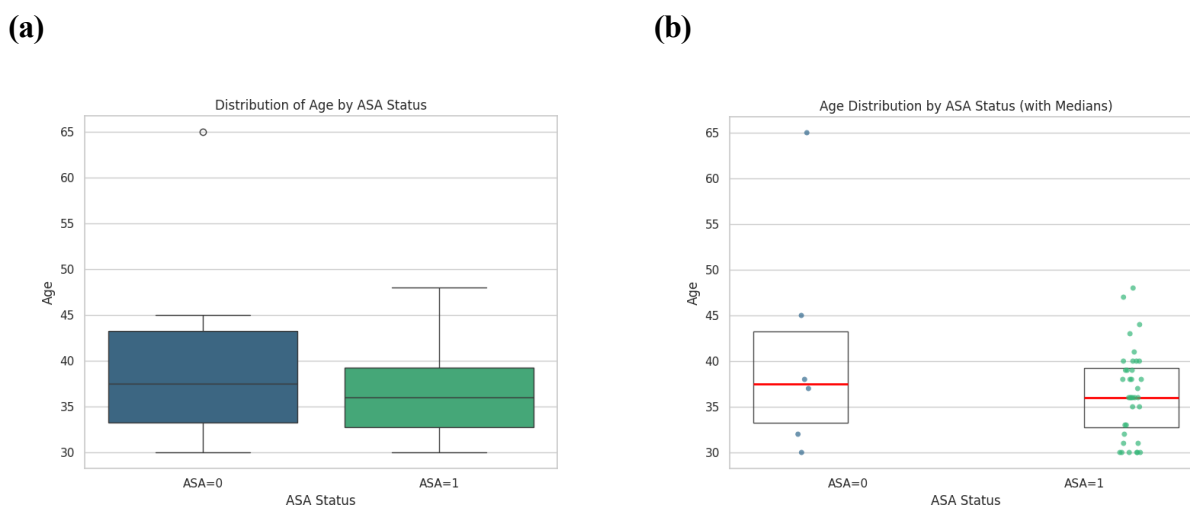 (a)
Distribution of Age by ASA Status
65
60
55
50
45
40
35
30
Age
ASA=0 ASA=1
ASA Status
(b)
Age Distribution by ASA Status (with Medians)
65
60
55
50
45
40
35
30
Age
ASA=0 ASA=1
ASA Status